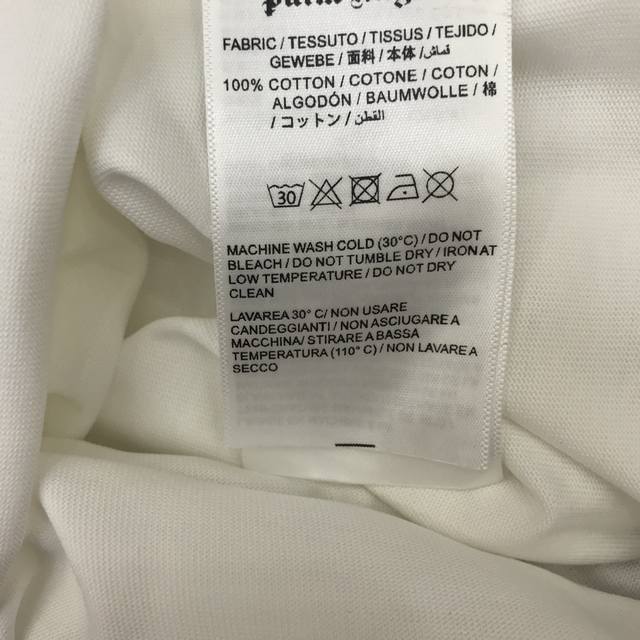 FABRIC / TESSUTO / TISSUS / TEJIDO /
GEWEBE / 面料 / 本体 / قماش /
100% COTTON / COTONE / COTON /
ALGODÓN / BAUMWOLLE / 棉
/ コットン / القطن
30
MACHINE WASH COLD (30°C) / DO NOT
BLEACH / DO NOT TUMBLE DRY / IRON AT
LOW TEMPERATURE / DO NOT DRY
CLEAN
LAVAREA 30° C/ NON USARE
CANDEGGIANTI / NON ASCIUGARE A
MACCHINA/ STIRARE A BASSA
TEMPERATURA (110° C) / NON LAVARE A
SECCO